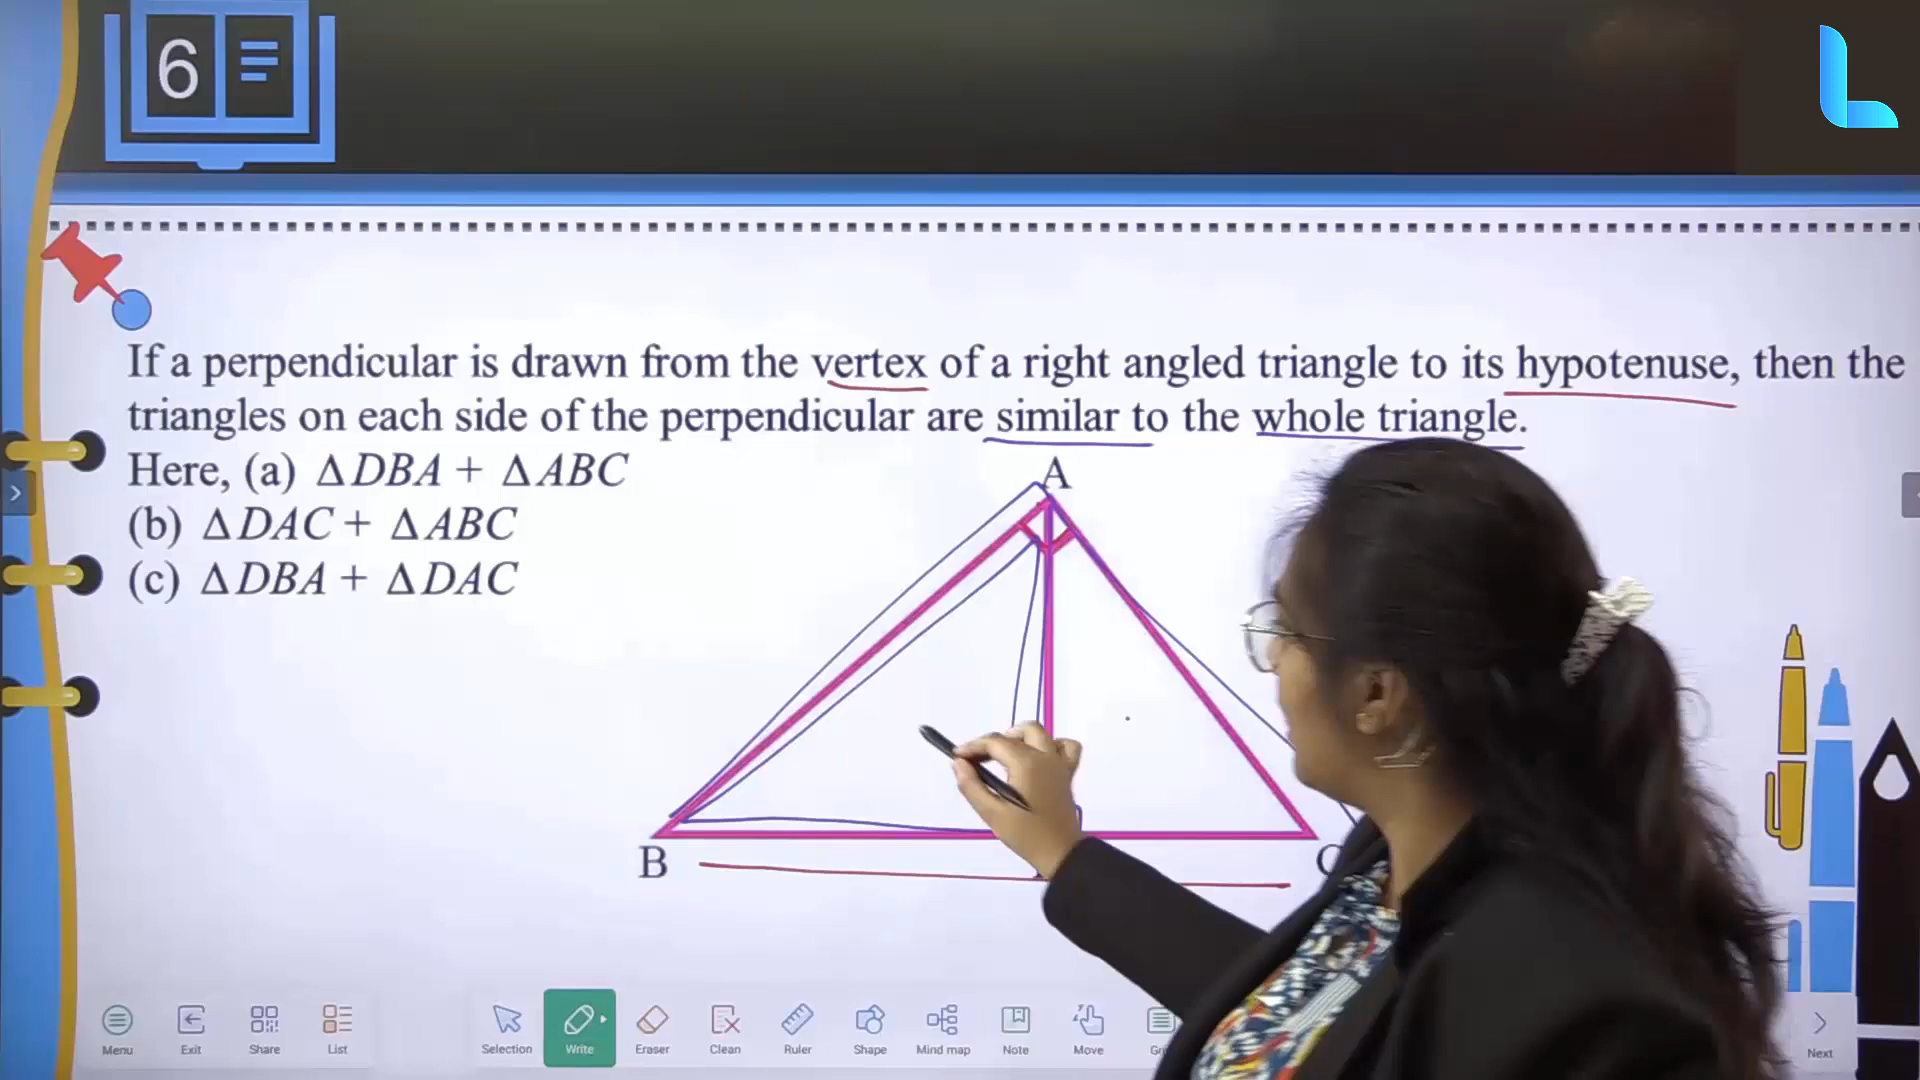 6
If a perpendicular is drawn from the vertex of a right angled triangle to its hypotenuse, then the
triangles on each side of the perpendicular are similar to the whole triangle.
Here, (a) ΔDBA + ΔABC
(b) ΔDAC + ΔABC
(c) ΔDBA + ΔDAC
A
B
C
Menu Exit Share List Selection Write Eraser Clean Ruler Shape Mind map Note Move Next